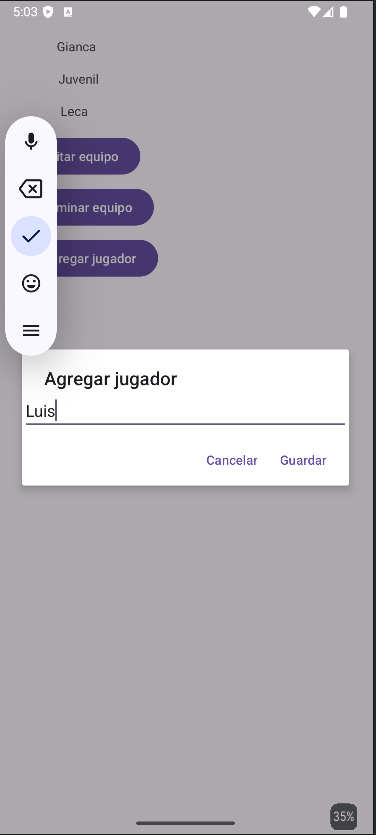 5:03
Gianca
Juvenil
Leca
itar equipo
minar equipo
regar jugador
Agregar jugador
Luis
Cancelar Guardar
35%